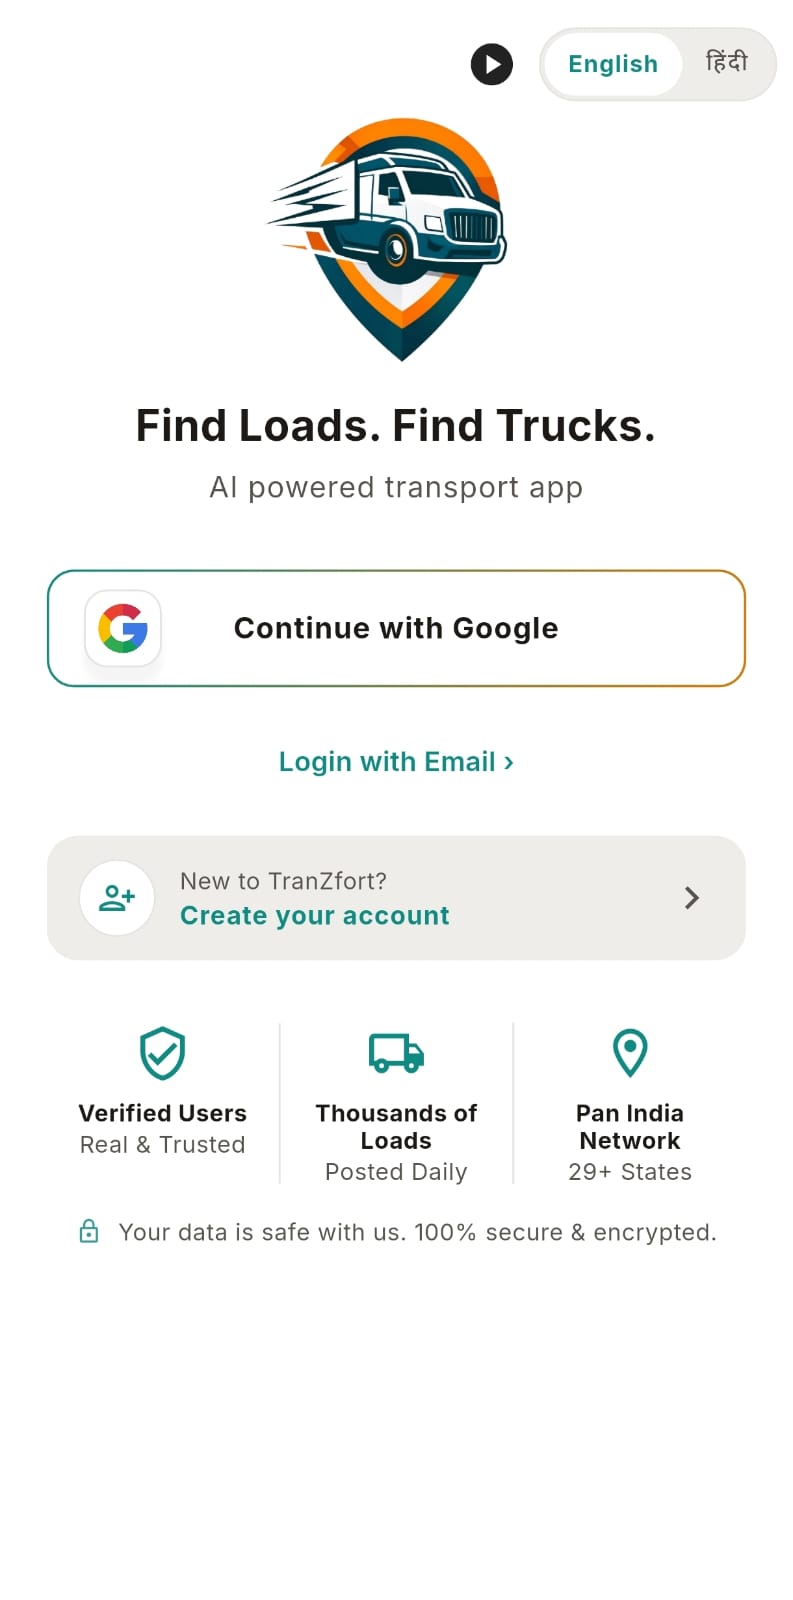 English
हिंदी
Find Loads. Find Trucks.
AI powered transport app
Continue with Google
Login with Email ›
New to TranZfort?
Create your account
Verified Users
Real & Trusted
Thousands of
Loads
Posted Daily
Pan India
Network
29+ States
Your data is safe with us. 100% secure & encrypted.